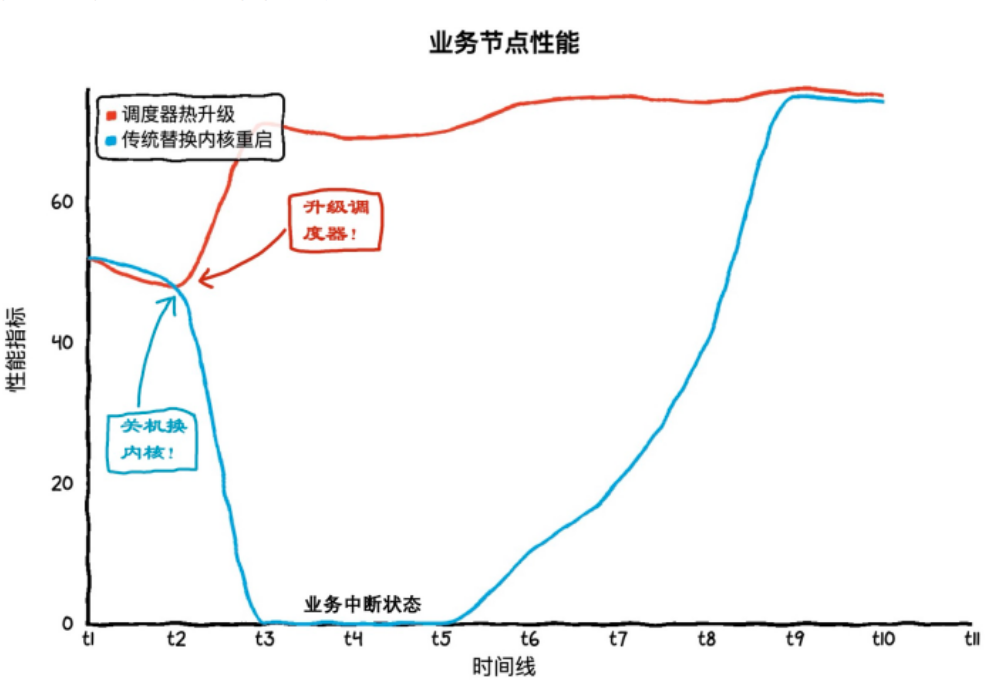 业务节点性能
调度器热升级
传统替换内核重启
60
升级调
度器!
性能指标
40
关机换
内核!
20
业务中断状态
0
t1 t2 t3 t4 t5 t6 t7 t8 t9 t10 t11
时间线